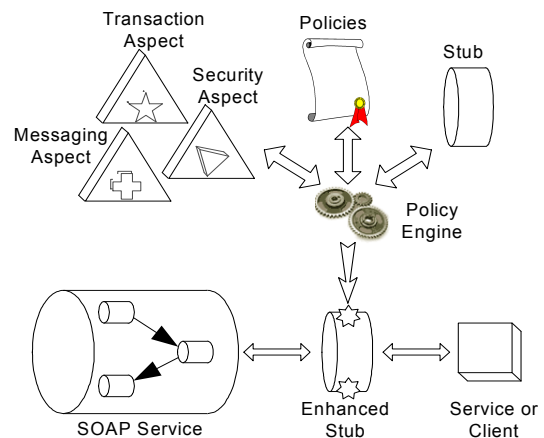 Transaction
Aspect
Policies
Stub
Security
Aspect
Messaging
Aspect
Policy
Engine
SOAP Service
Enhanced
Stub
Service or
Client